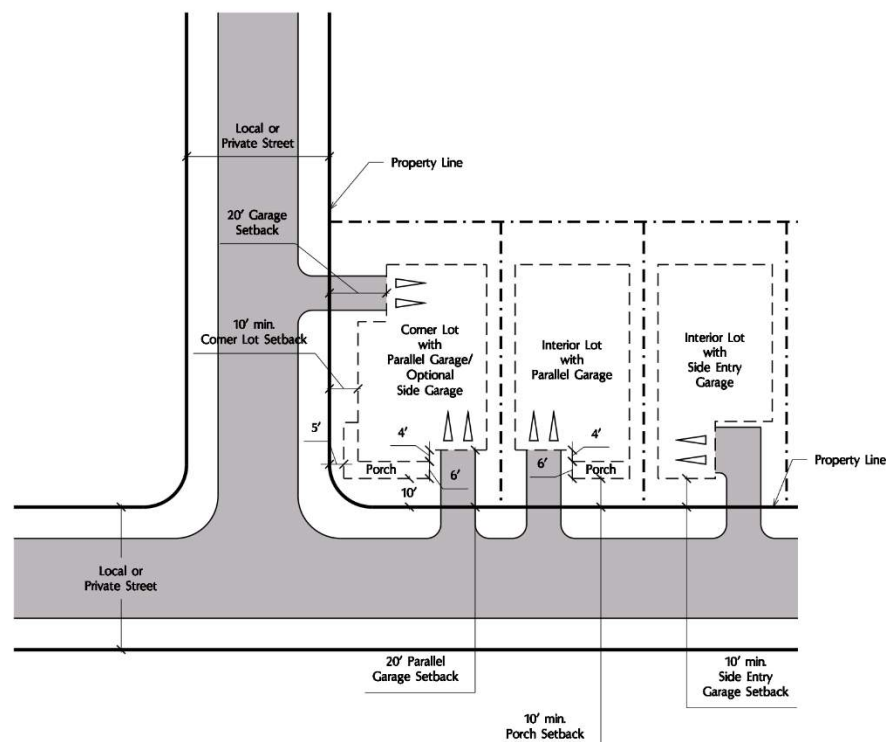 Local or
Private Street
Property Line
20' Garage
Setback
10' min.
Corner Lot Setback
Corner Lot
with
Parallel Garage/
Optional
Side Garage
Interior Lot
with
Parallel Garage
Interior Lot
with
Side Entry
Garage
5'
4'
4'
Porch
6'
6'
Porch
10'
Property Line
Local or
Private Street
20' Parallel
Garage Setback
10' min.
Side Entry
Garage Setback
10' min.
Porch Setback